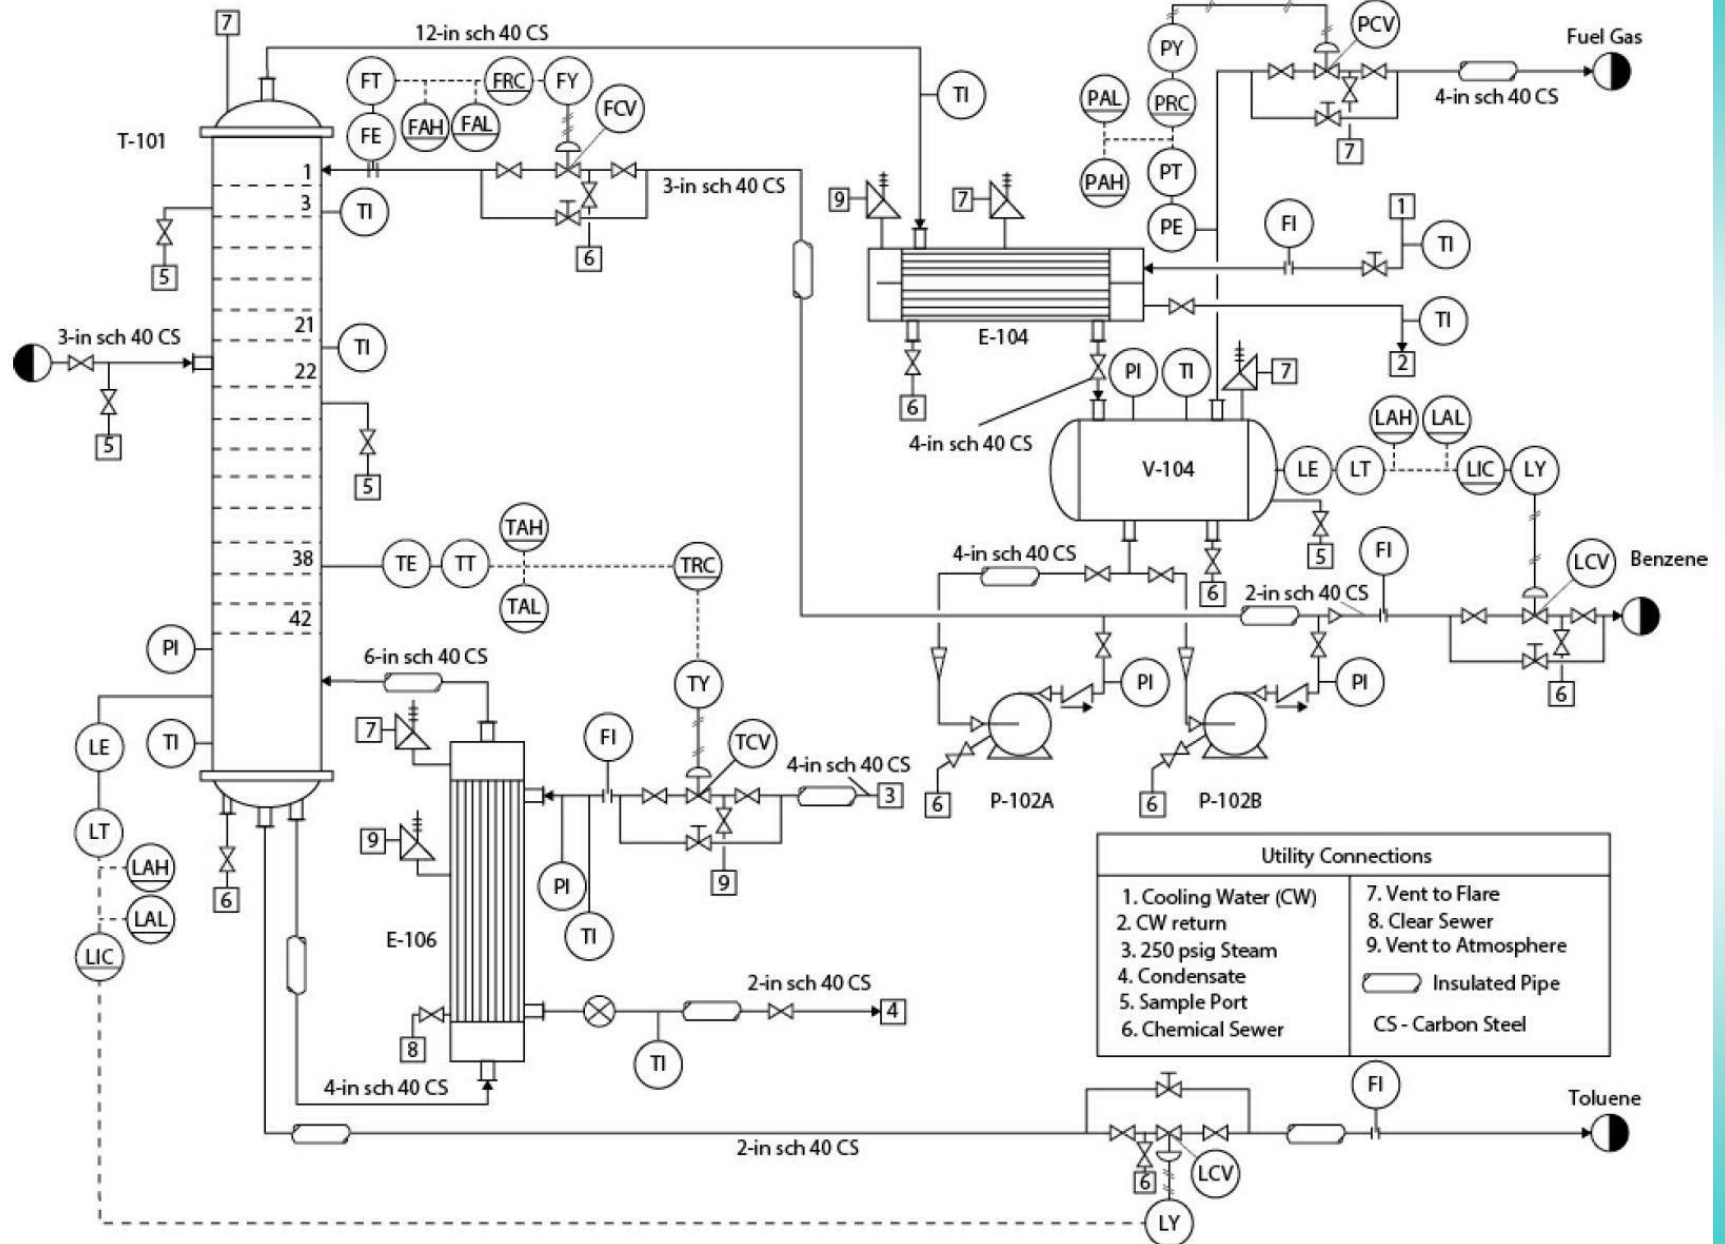 7
12-in sch 40 CS
PCV
Fuel Gas
PY
FT
FRC
FY
TI
PAL
PRC
4-in sch 40 CS
FCV
FAH
FAL
FE
T-101
7
1
3-in sch 40 CS
PT
PAH
3
TI
9
7
PE
FI
1
TI
5
6
21
TI
E-104
TI
3-in sch 40 CS
22
2
PI
TI
7
6
5
4-in sch 40 CS
LAH
LAL
V-104
LE
LT
LIC
LY
5
TAH
4-in sch 40 CS
5
FI
38
TE
TT
TRC
LCV
Benzene
TAL
6
2-in sch 40 CS
42
PI
6-in sch 40 CS
TY
PI
PI
6
7
LE
TI
FI
TCV
4-in sch 40 CS
3
6
P-102A
6
P-102B
LT
9
LAH
PI
9
6
LAL
TI
E-106
LIC
2-in sch 40 CS
4
8
TI
4-in sch 40 CS
Utility Connections
1. Cooling Water (CW)
2. CW return
3. 250 psig Steam
4. Condensate
5. Sample Port
6. Chemical Sewer
7. Vent to Flare
8. Clear Sewer
9. Vent to Atmosphere
Insulated Pipe
CS - Carbon Steel
FI
Toluene
2-in sch 40 CS
6
LCV
LY